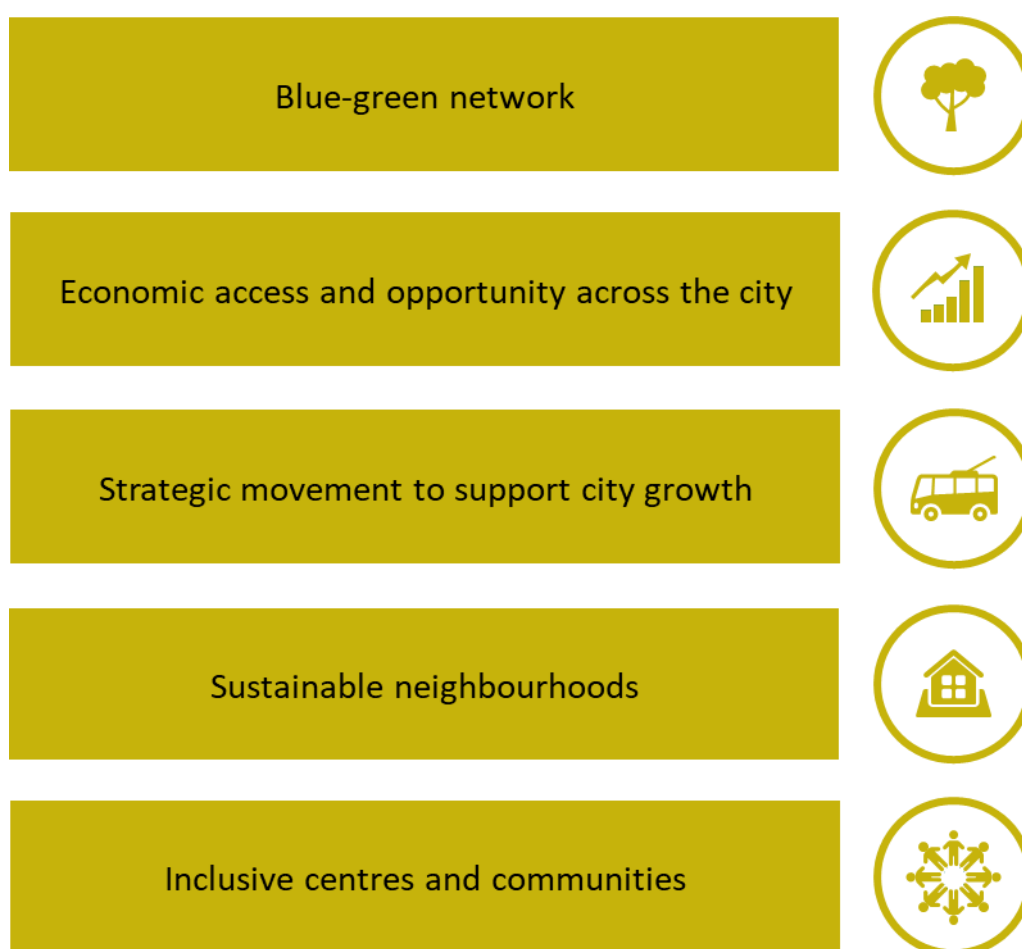 Blue-green network
Economic access and opportunity across the city
Strategic movement to support city growth
Sustainable neighbourhoods
Inclusive centres and communities